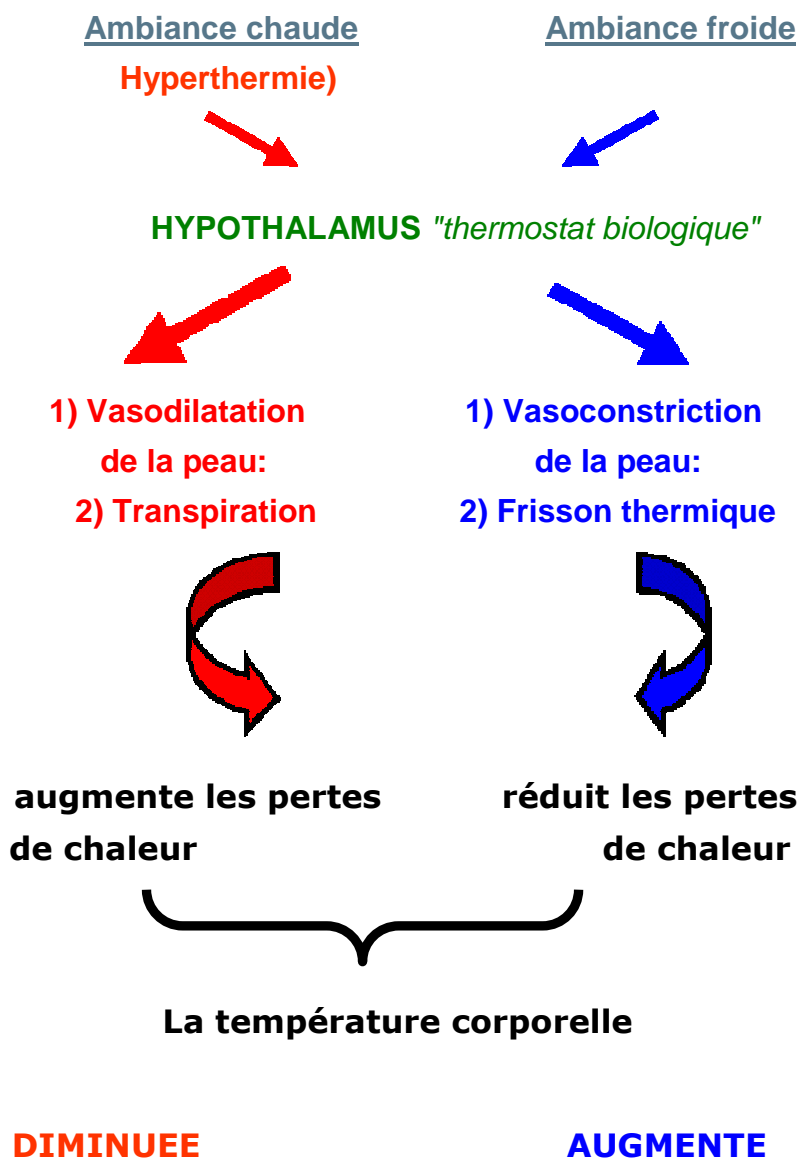 Ambiance chaude Ambiance froide
Hyperthermie)
HYPOTHALAMUS "thermostat biologique"
1) Vasodilatation
de la peau:
2) Transpiration
1) Vasoconstriction
de la peau:
2) Frisson thermique
augmente les pertes
de chaleur
réduit les pertes
de chaleur
La température corporelle
DIMINUEE AUGMENTE